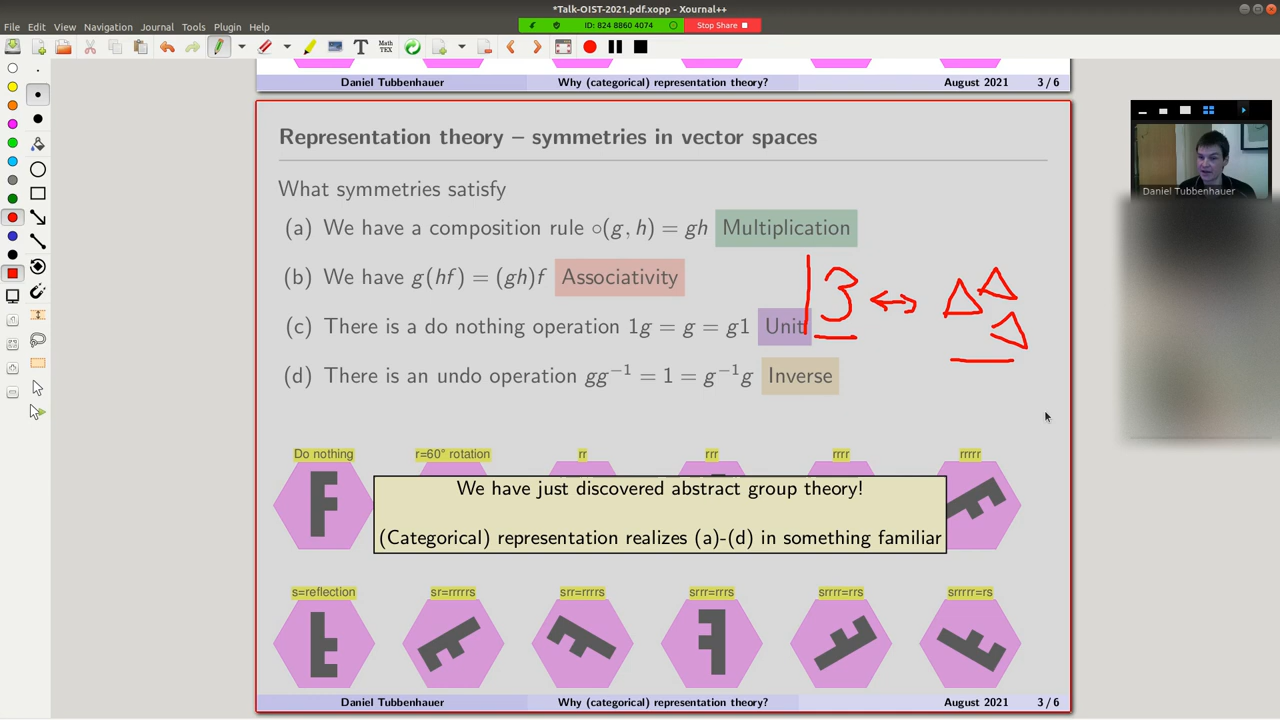 *Talk-OIST-2021.pdf.xopp - Xournal++
File Edit View Navigation Journal Tools Plugin Help
ID: 824 8860 4074 Stop Share
T Math TEX
Daniel Tubbenhauer Why (categorical) representation theory? August 2021 3 / 6
Representation theory – symmetries in vector spaces
What symmetries satisfy
(a) We have a composition rule ∘(g, h) = gh Multiplication
(b) We have g(hf) = (gh)f Associativity
3 ↔ △ △ △
(c) There is a do nothing operation 1g = g = g1 Unit
(d) There is an undo operation gg⁻¹ = 1 = g⁻¹g Inverse
Do nothing r=60° rotation rr rrr rrrr rrrrr
F
We have just discovered abstract group theory!
(Categorical) representation realizes (a)-(d) in something familiar
s=reflection sr=rrrrrs srr=rrrrs srrr=rrrs srrrr=rrs srrrrr=rs
Daniel Tubbenhauer Why (categorical) representation theory? August 2021 3 / 6
Daniel Tubbenhauer